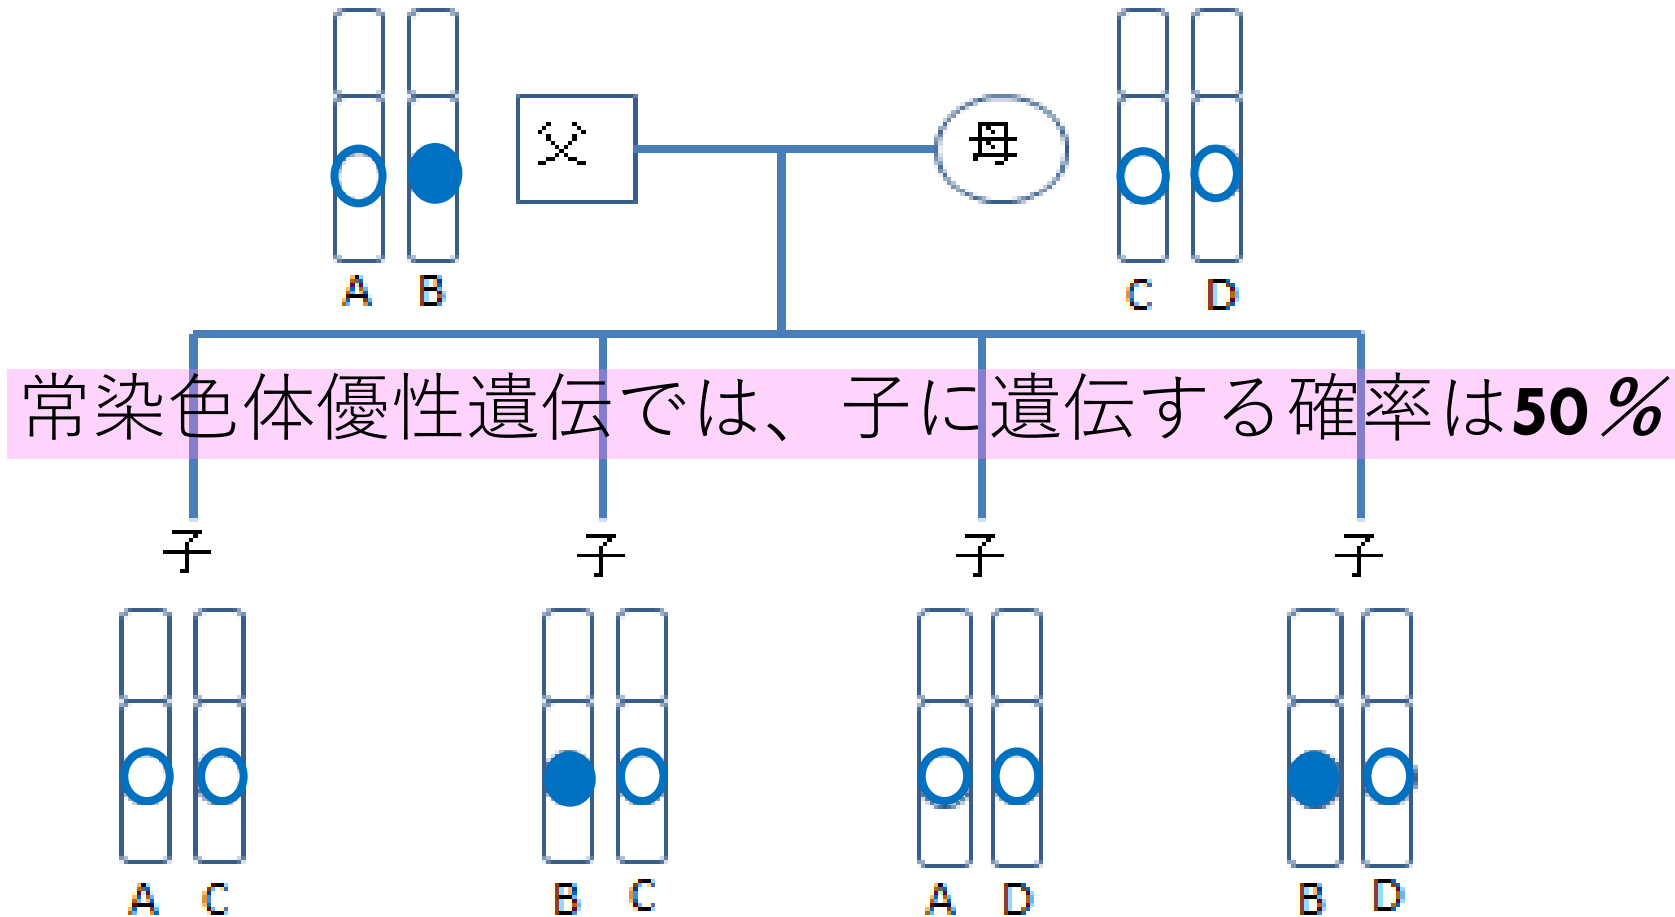 父
母
A B
C D
常染色体優性遺伝では、子に遺伝する確率は50%
子 子 子 子
A C
B C
A D
B D